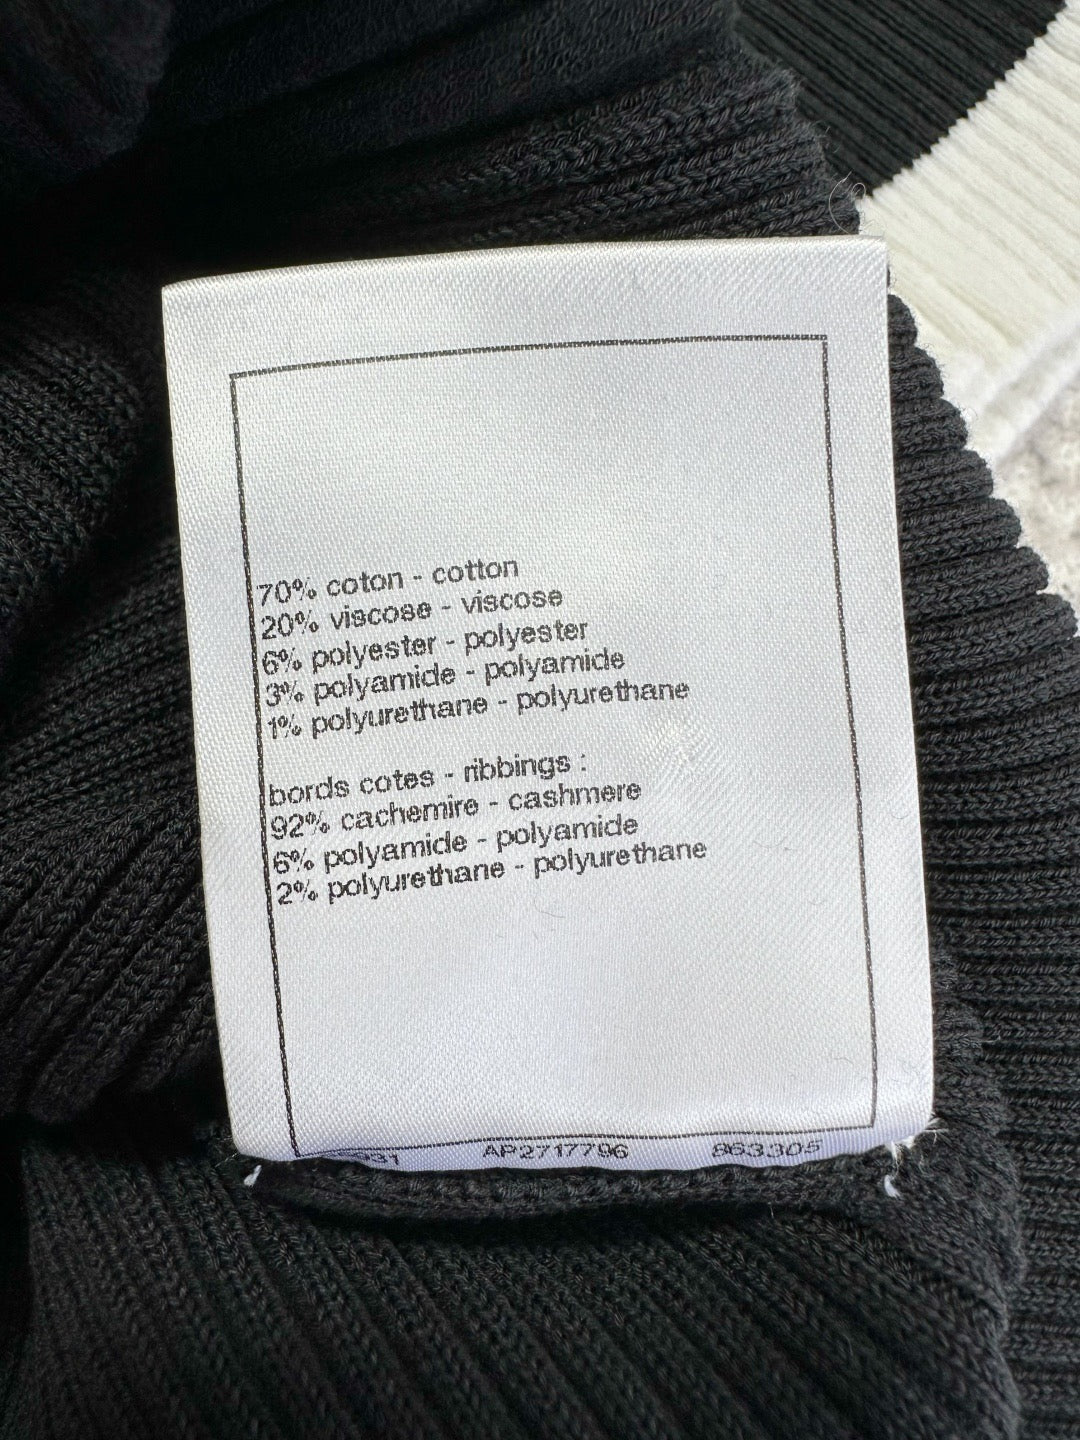 70% coton - cotton
20% viscose - viscose
6% polyester - polyester
3% polyamide - polyamide
1% polyurethane - polyurethane
bords cotes - ribbings :
92% cachemire - cashmere
6% polyamide - polyamide
2% polyurethane - polyurethane
AP2717796 863305